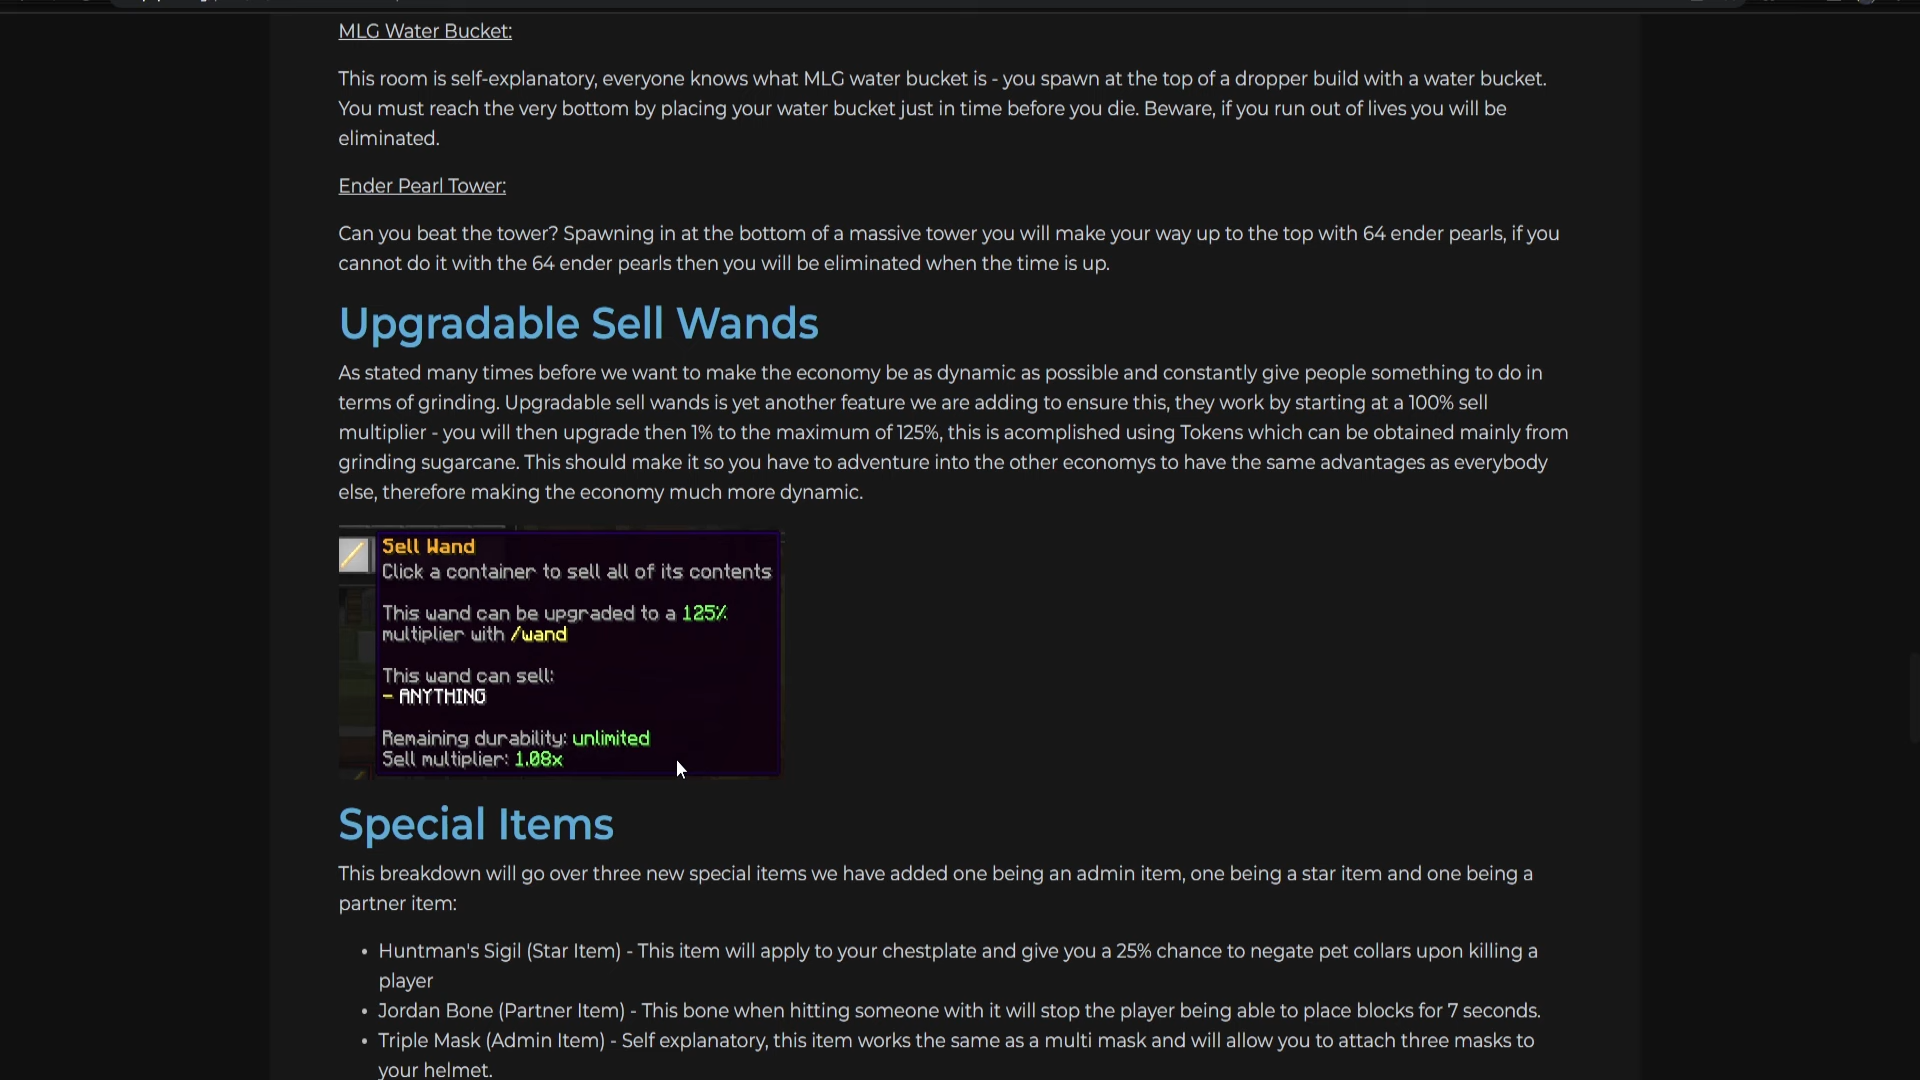 MLG Water Bucket:
This room is self-explanatory, everyone knows what MLG water bucket is - you spawn at the top of a dropper build with a water bucket.
You must reach the very bottom by placing your water bucket just in time before you die. Beware, if you run out of lives you will be
eliminated.
Ender Pearl Tower:
Can you beat the tower? Spawning in at the bottom of a massive tower you will make your way up to the top with 64 ender pearls, if you
cannot do it with the 64 ender pearls then you will be eliminated when the time is up.
Upgradable Sell Wands
As stated many times before we want to make the economy be as dynamic as possible and constantly give people something to do in
terms of grinding. Upgradable sell wands is yet another feature we are adding to ensure this, they work by starting at a 100% sell
multiplier - you will then upgrade then 1% to the maximum of 125%, this is acomplished using Tokens which can be obtained mainly from
grinding sugarcane. This should make it so you have to adventure into the other economys to have the same advantages as everybody
else, therefore making the economy much more dynamic.
Sell Wand
Click a container to sell all of its contents
This wand can be upgraded to a 125%
multiplier with /wand
This wand can sell:
- ANYTHING
Remaining durability: unlimited
Sell multiplier: 1.08x
Special Items
This breakdown will go over three new special items we have added one being an admin item, one being a star item and one being a
partner item:
• Huntman's Sigil (Star Item) - This item will apply to your chestplate and give you a 25% chance to negate pet collars upon killing a
player
• Jordan Bone (Partner Item) - This bone when hitting someone with it will stop the player being able to place blocks for 7 seconds.
• Triple Mask (Admin Item) - Self explanatory, this item works the same as a multi mask and will allow you to attach three masks to
your helmet.